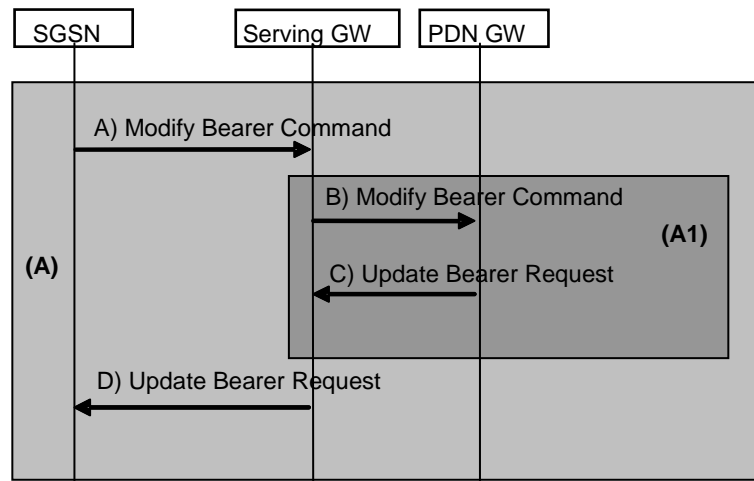 SGSN
Serving GW
PDN GW
A) Modify Bearer Command
B) Modify Bearer Command
(A1)
(A)
C) Update Bearer Request
D) Update Bearer Request